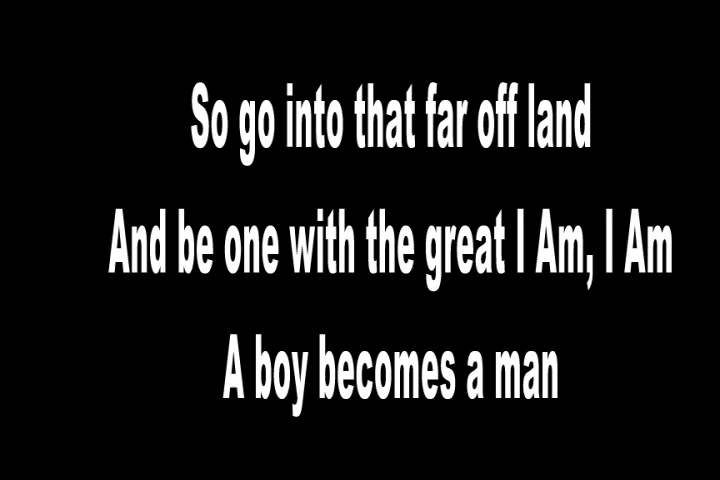 So go into that far off land
And be one with the great I Am, I Am
A boy becomes a man